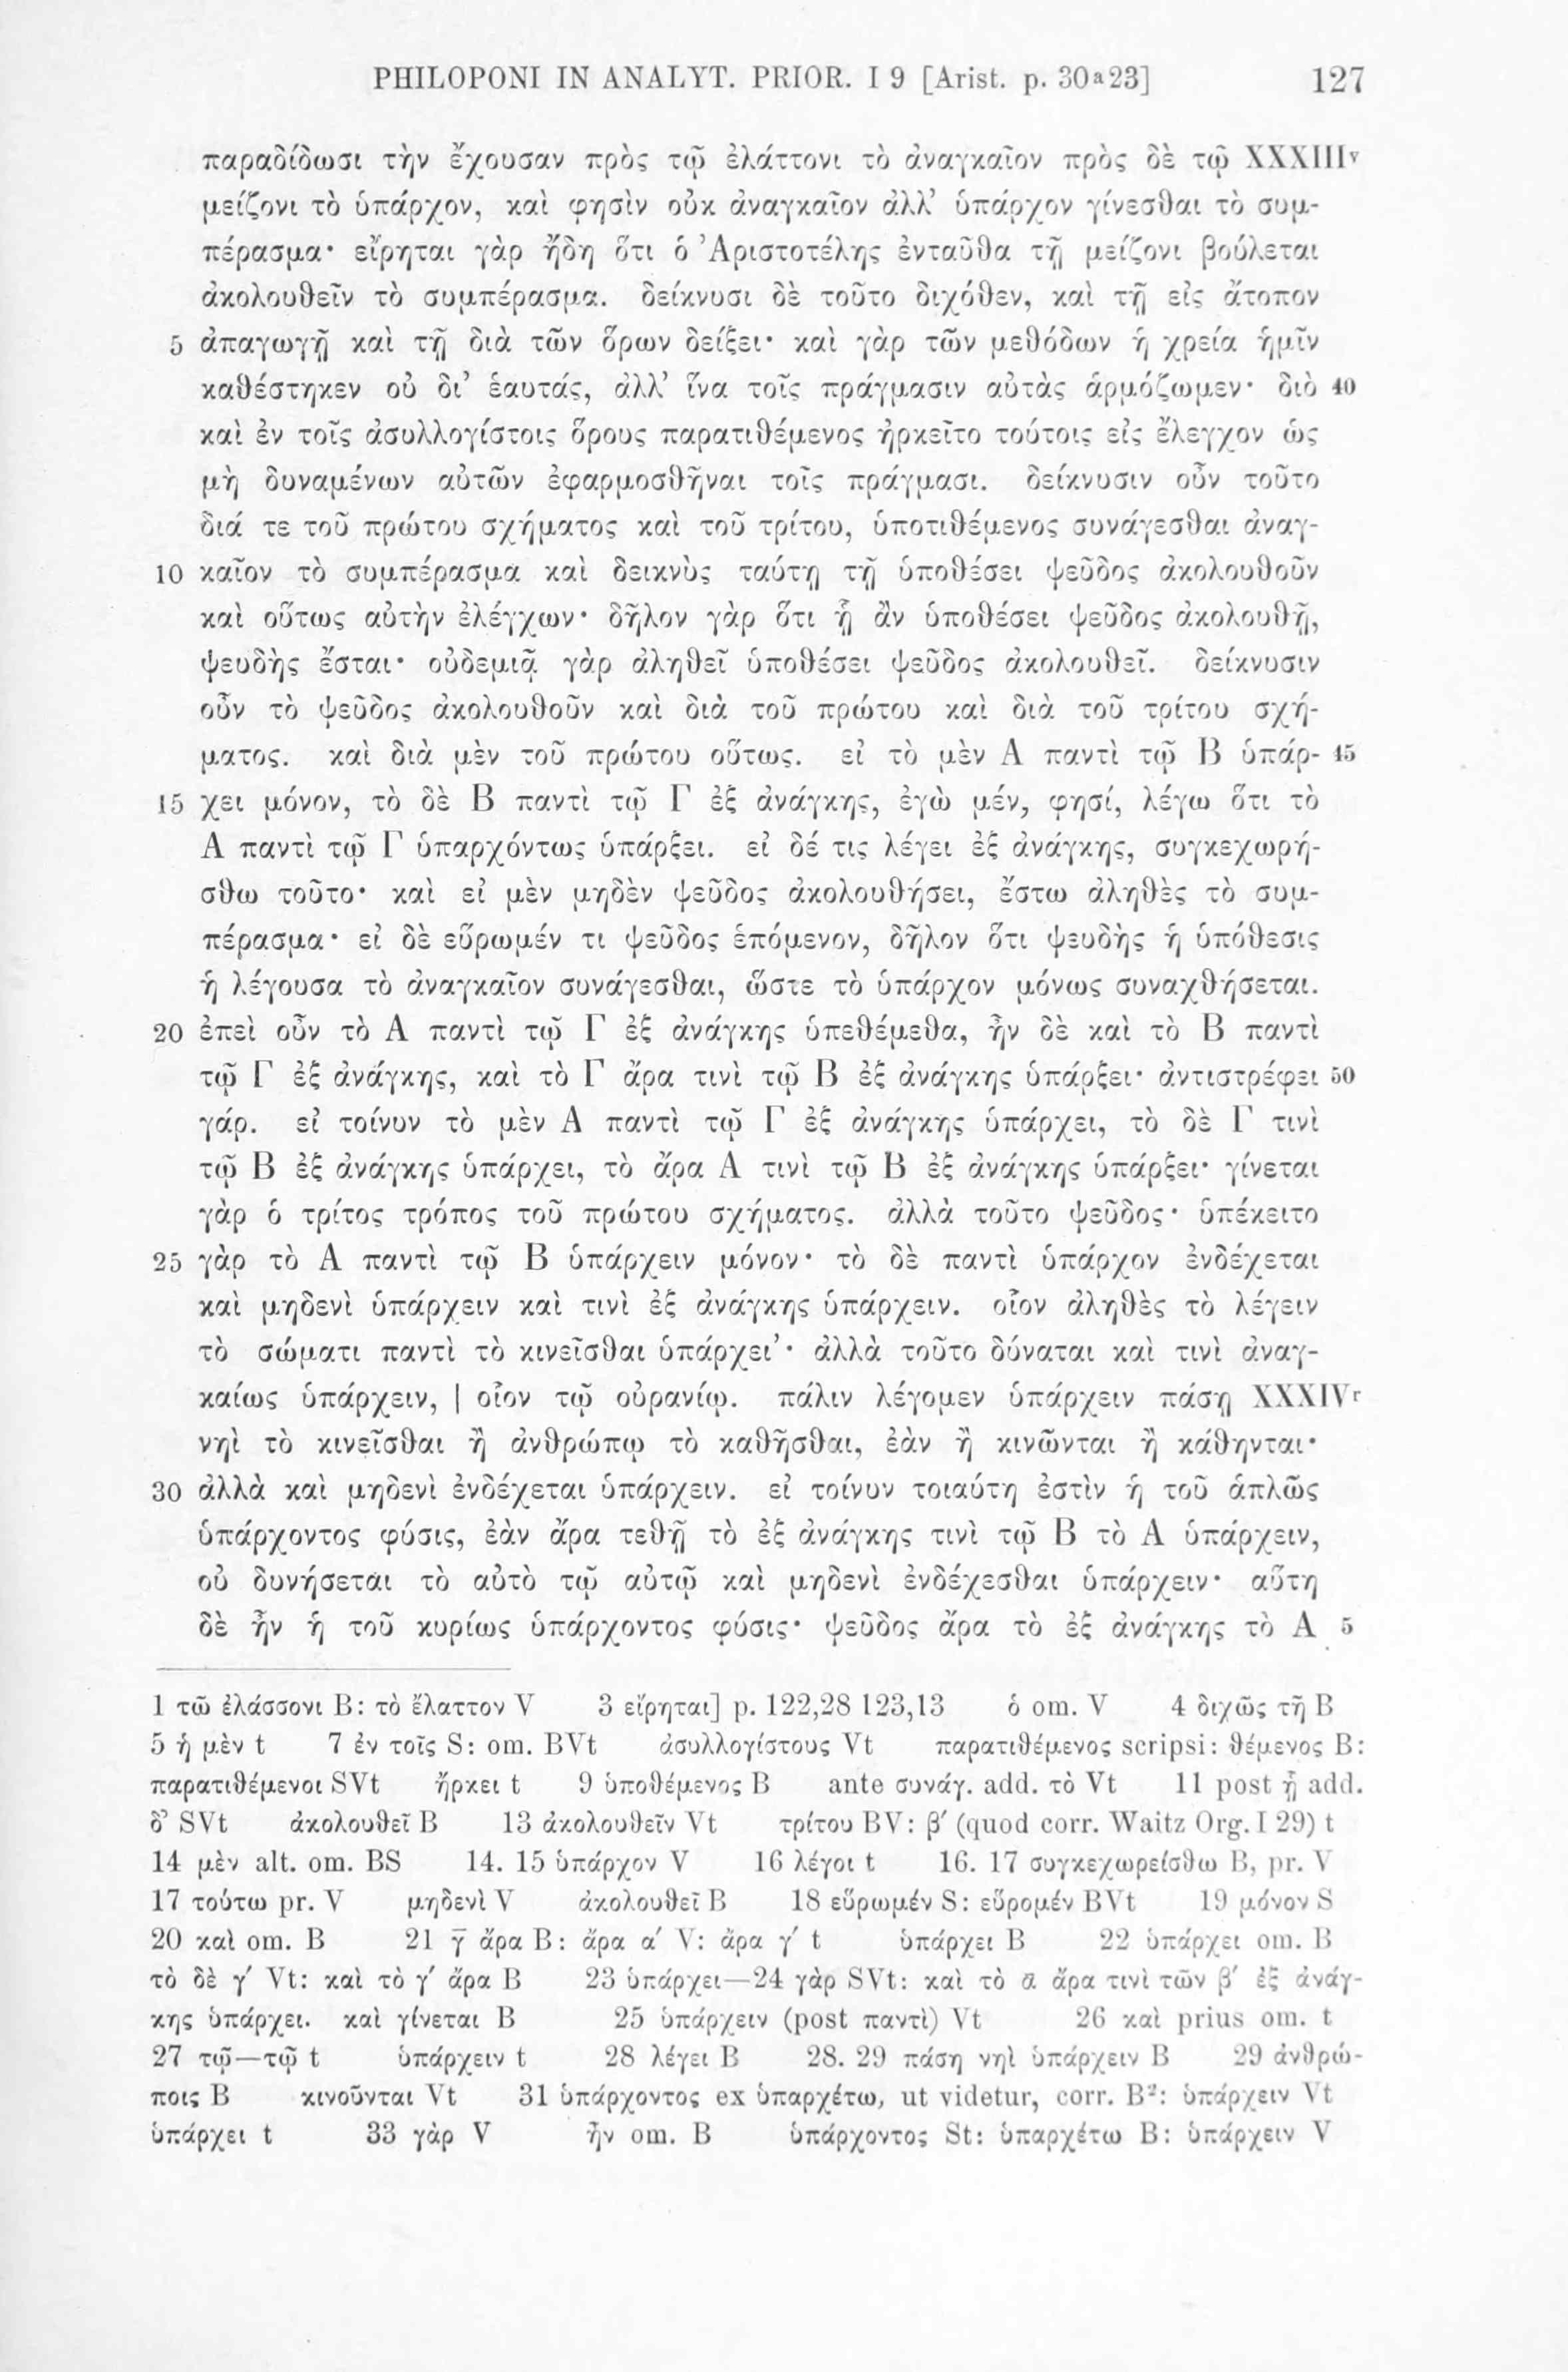 PHILOPONI IN ANALYT. PRIOR. I 9 [Arist. p. 30ᵃ23] 127
παραδίδωσι τὴν ἔχουσαν πρὸς τῷ ἐλάττονι τὸ ἀναγκαῖον πρὸς δὲ τῷ XXXIIIᵛ
μείζονι τὸ ὑπάρχον, καὶ φησὶν οὐκ ἀναγκαῖον ἀλλ’ ὑπάρχον γίνεσθαι τὸ συμ-
πέρασμα· εἴρηται γὰρ ἤδη ὅτι ὁ Ἀριστοτέλης ἐνταῦθα τῇ μείζονι βούλεται
ἀκολουθεῖν τὸ συμπέρασμα. δείκνυσι δὲ τοῦτο διχόθεν, καὶ τῇ εἰς ἄτοπον
5 ἀπαγωγῇ καὶ τῇ διὰ τῶν ὅρων δείξει· καὶ γὰρ τῶν μεθόδων ἡ χρεία ἡμῖν
καθέστηκεν οὐ δι’ ἑαυτάς, ἀλλ’ ἵνα τοῖς πράγμασιν αὐτὰς ἁρμόζωμεν· διὸ 40
καὶ ἐν τοῖς ἀσυλλογίστοις ὅρους παρατιθέμενος ἠρκεῖτο τούτοις εἰς ἔλεγχον ὡς
μὴ δυναμένων αὐτῶν ἐφαρμοσθῆναι τοῖς πράγμασι. δείκνυσιν οὖν τοῦτο
διά τε τοῦ πρώτου σχήματος καὶ τοῦ τρίτου, ὑποτιθέμενος συνάγεσθαι ἀναγ-
10 καῖον τὸ συμπέρασμα καὶ δεικνὺς ταύτῃ τῇ ὑποθέσει ψεῦδος ἀκολουθοῦν
καὶ οὕτως αὐτὴν ἐλέγχων· δῆλον γὰρ ὅτι ᾗ ἂν ὑποθέσει ψεῦδος ἀκολουθῇ,
ψευδὴς ἔσται· οὐδεμιᾷ γὰρ ἀληθεῖ ὑποθέσει ψεῦδος ἀκολουθεῖ. δείκνυσιν
οὖν τὸ ψεῦδος ἀκολουθοῦν καὶ διὰ τοῦ πρώτου καὶ διὰ τοῦ τρίτου σχή-
ματος. καὶ διὰ μὲν τοῦ πρώτου οὕτως. εἰ τὸ μὲν Α παντὶ τῷ Β ὑπάρ- 45
15 χει μόνον, τὸ δὲ Β παντὶ τῷ Γ ἐξ ἀνάγκης, ἐγὼ μέν, φησί, λέγω ὅτι τὸ
Α παντὶ τῷ Γ ὑπαρχόντως ὑπάρξει. εἰ δέ τις λέγει ἐξ ἀνάγκης, συγκεχωρή-
σθω τοῦτο· καὶ εἰ μὲν μηδὲν ψεῦδος ἀκολουθήσει, ἔστω ἀληθὲς τὸ συμ-
πέρασμα· εἰ δὲ εὕρωμέν τι ψεῦδος ἑπόμενον, δῆλον ὅτι ψευδὴς ἡ ὑπόθεσις
ἡ λέγουσα τὸ ἀναγκαῖον συνάγεσθαι, ὥστε τὸ ὑπάρχον μόνως συναχθήσεται.
20 ἐπεὶ οὖν τὸ Α παντὶ τῷ Γ ἐξ ἀνάγκης ὑπεθέμεθα, ἦν δὲ καὶ τὸ Β παντὶ
τῷ Γ ἐξ ἀνάγκης, καὶ τὸ Γ ἄρα τινὶ τῷ Β ἐξ ἀνάγκης ὑπάρξει· ἀντιστρέφει 50
γάρ. εἰ τοίνυν τὸ μὲν Α παντὶ τῷ Γ ἐξ ἀνάγκης ὑπάρχει, τὸ δὲ Γ τινὶ
τῷ Β ἐξ ἀνάγκης ὑπάρχει, τὸ ἄρα Α τινὶ τῷ Β ἐξ ἀνάγκης ὑπάρξει· γίνεται
γὰρ ὁ τρίτος τρόπος τοῦ πρώτου σχήματος. ἀλλὰ τοῦτο ψεῦδος· ὑπέκειτο
25 γὰρ τὸ Α παντὶ τῷ Β ὑπάρχειν μόνον· τὸ δὲ παντὶ ὑπάρχον ἐνδέχεται
καὶ μηδενὶ ὑπάρχειν καὶ τινὶ ἐξ ἀνάγκης ὑπάρχειν. οἷον ἀληθὲς τὸ λέγειν
τὸ σώματι παντὶ τὸ κινεῖσθαι ὑπάρχει’· ἀλλὰ τοῦτο δύναται καὶ τινὶ ἀναγ-
καίως ὑπάρχειν, | οἷον τῷ οὐρανίῳ. πάλιν λέγομεν ὑπάρχειν πάσῃ XXXIVʳ
νηὶ τὸ κινεῖσθαι ἢ ἀνθρώπῳ τὸ καθῆσθαι, ἐὰν ἢ κινῶνται ἢ κάθηνται·
30 ἀλλὰ καὶ μηδενὶ ἐνδέχεται ὑπάρχειν. εἰ τοίνυν τοιαύτη ἐστὶν ἡ τοῦ ἁπλῶς
ὑπάρχοντος φύσις, ἐὰν ἄρα τεθῇ τὸ ἐξ ἀνάγκης τινὶ τῷ Β τὸ Α ὑπάρχειν,
οὐ δυνήσεται τὸ αὐτὸ τῷ αὐτῷ καὶ μηδενὶ ἐνδέχεσθαι ὑπάρχειν· αὕτη
δὲ ἦν ἡ τοῦ κυρίως ὑπάρχοντος φύσις· ψεῦδος ἄρα τὸ ἐξ ἀνάγκης τὸ Α 5
1 τῶ ἐλάσσονι B: τὸ ἔλαττον V 3 εἴρηται] p. 122,28 123,13 ὁ om. V 4 διχῶς τῆ B
5 ἡ μὲν t 7 ἐν τοῖς S: om. BVt ἀσυλλογίστους Vt παρατιθέμενος scripsi: θέμενος B:
παρατιθέμενοι SVt ἤρκει t 9 ὑποθέμενος B ante συνάγ. add. τὸ Vt 11 post ᾗ add.
δ’ SVt ἀκολουθεῖ B 13 ἀκολουθεῖν Vt τρίτου BV: β′ (quod corr. Waitz Org. I 29) t
14 μὲν alt. om. BS 14. 15 ὑπάρχον V 16 λέγοι t 16. 17 συγκεχωρείσθω B, pr. V
17 τούτω pr. V μηδενὶ V ἀκολουθεῖ B 18 εὕρωμέν S: εὕρομέν BVt 19 μόνον S
20 καὶ om. B 21 γ̄ ἄρα B: ἄρα α′ V: ἄρα γ′ t ὑπάρχει B 22 ὑπάρχει om. B
τὸ δὲ γ′ Vt: καὶ τὸ γ′ ἄρα B 23 ὑπάρχει—24 γὰρ SVt: καὶ τὸ ᾱ ἄρα τινὶ τῶν β′ ἐξ ἀνάγ-
κης ὑπάρχει. καὶ γίνεται B 25 ὑπάρχειν (post παντὶ) Vt 26 καὶ prius om. t
27 τῷ—τῷ t ὑπάρχειν t 28 λέγει B 28. 29 πάση νηὶ ὑπάρχειν B 29 ἀνθρώ-
ποις B κινοῦνται Vt 31 ὑπάρχοντος ex ὑπαρχέτω, ut videtur, corr. B²: ὑπάρχειν Vt
ὑπάρχει t 33 γὰρ V ἦν om. B ὑπάρχοντος St: ὑπαρχέτω B: ὑπάρχειν V